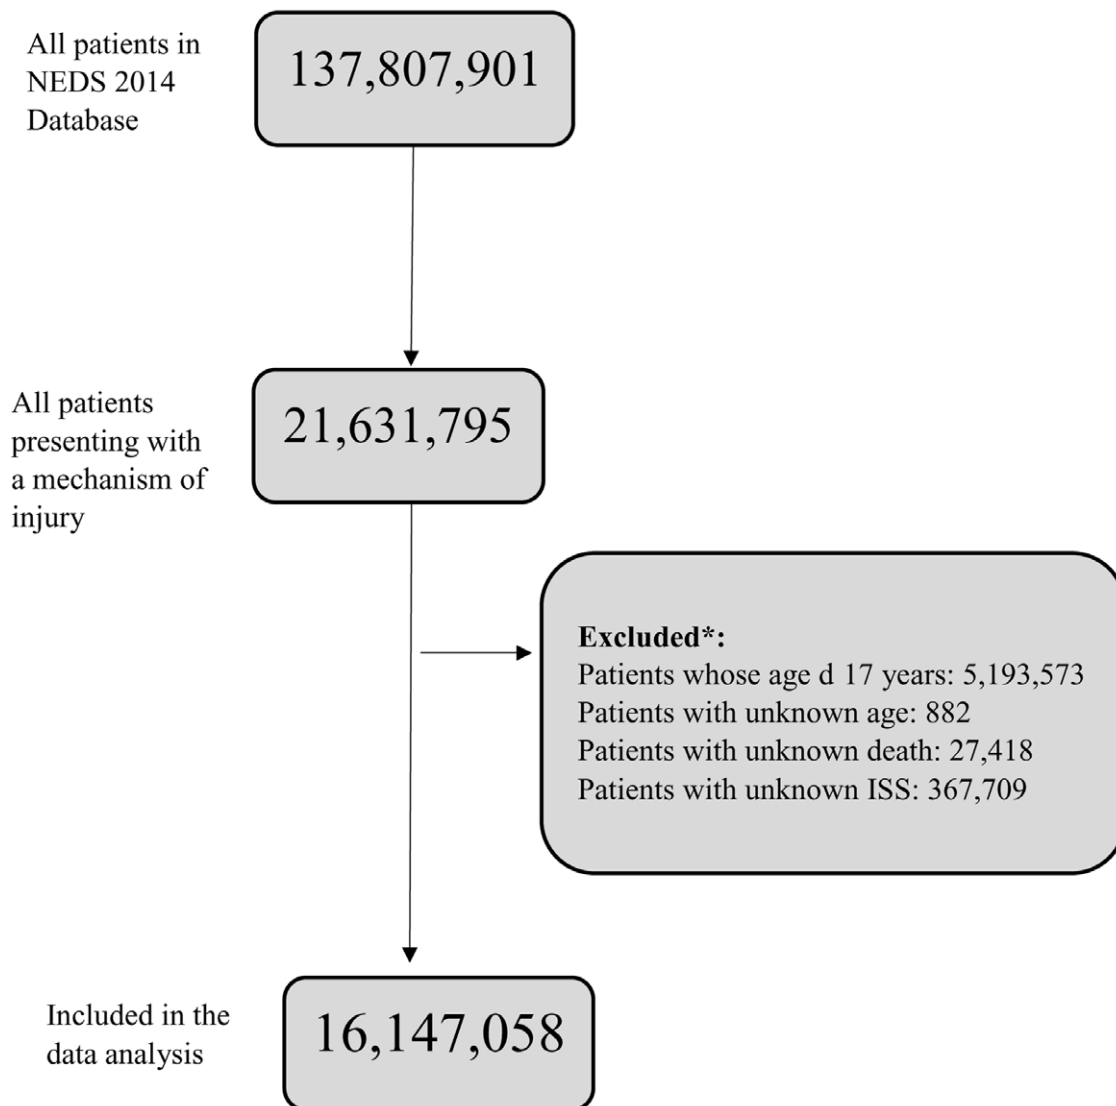 All patients in
NEDS 2014
Database
137,807,901
All patients
presenting with
a mechanism of
injury
21,631,795
Excluded*:
Patients whose age d 17 years: 5,193,573
Patients with unknown age: 882
Patients with unknown death: 27,418
Patients with unknown ISS: 367,709
Included in the
data analysis
16,147,058